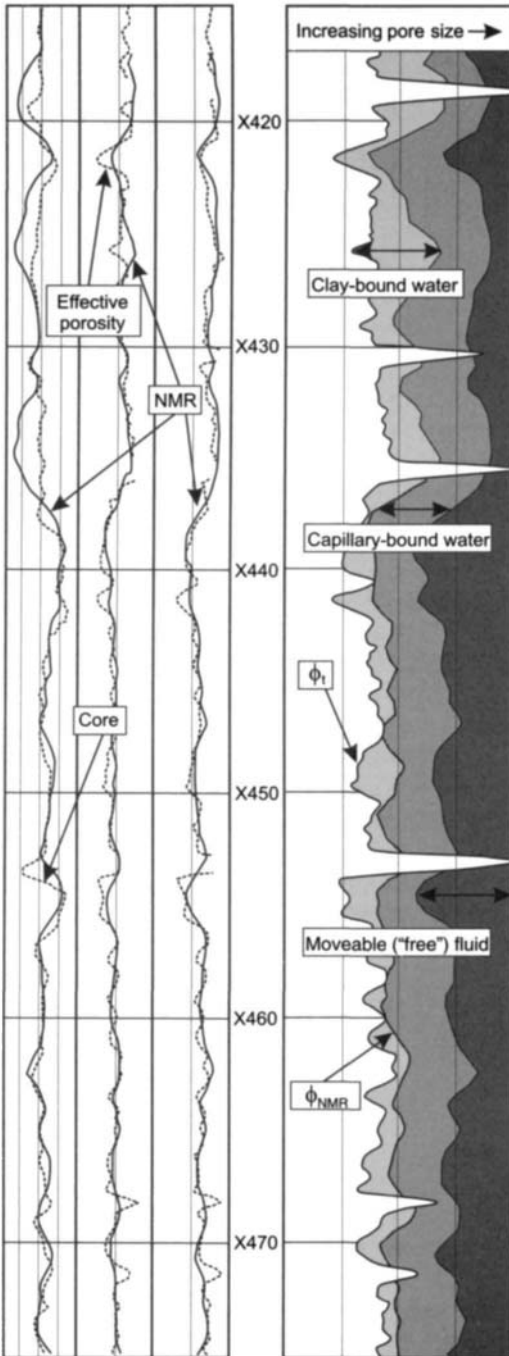 Increasing pore size
X420
Clay-bound water
Effective
porosity
X430
NMR
Capillary-bound water
X440
ϕt
Core
X450
Moveable ("free") fluid
X460
ϕNMR
X470